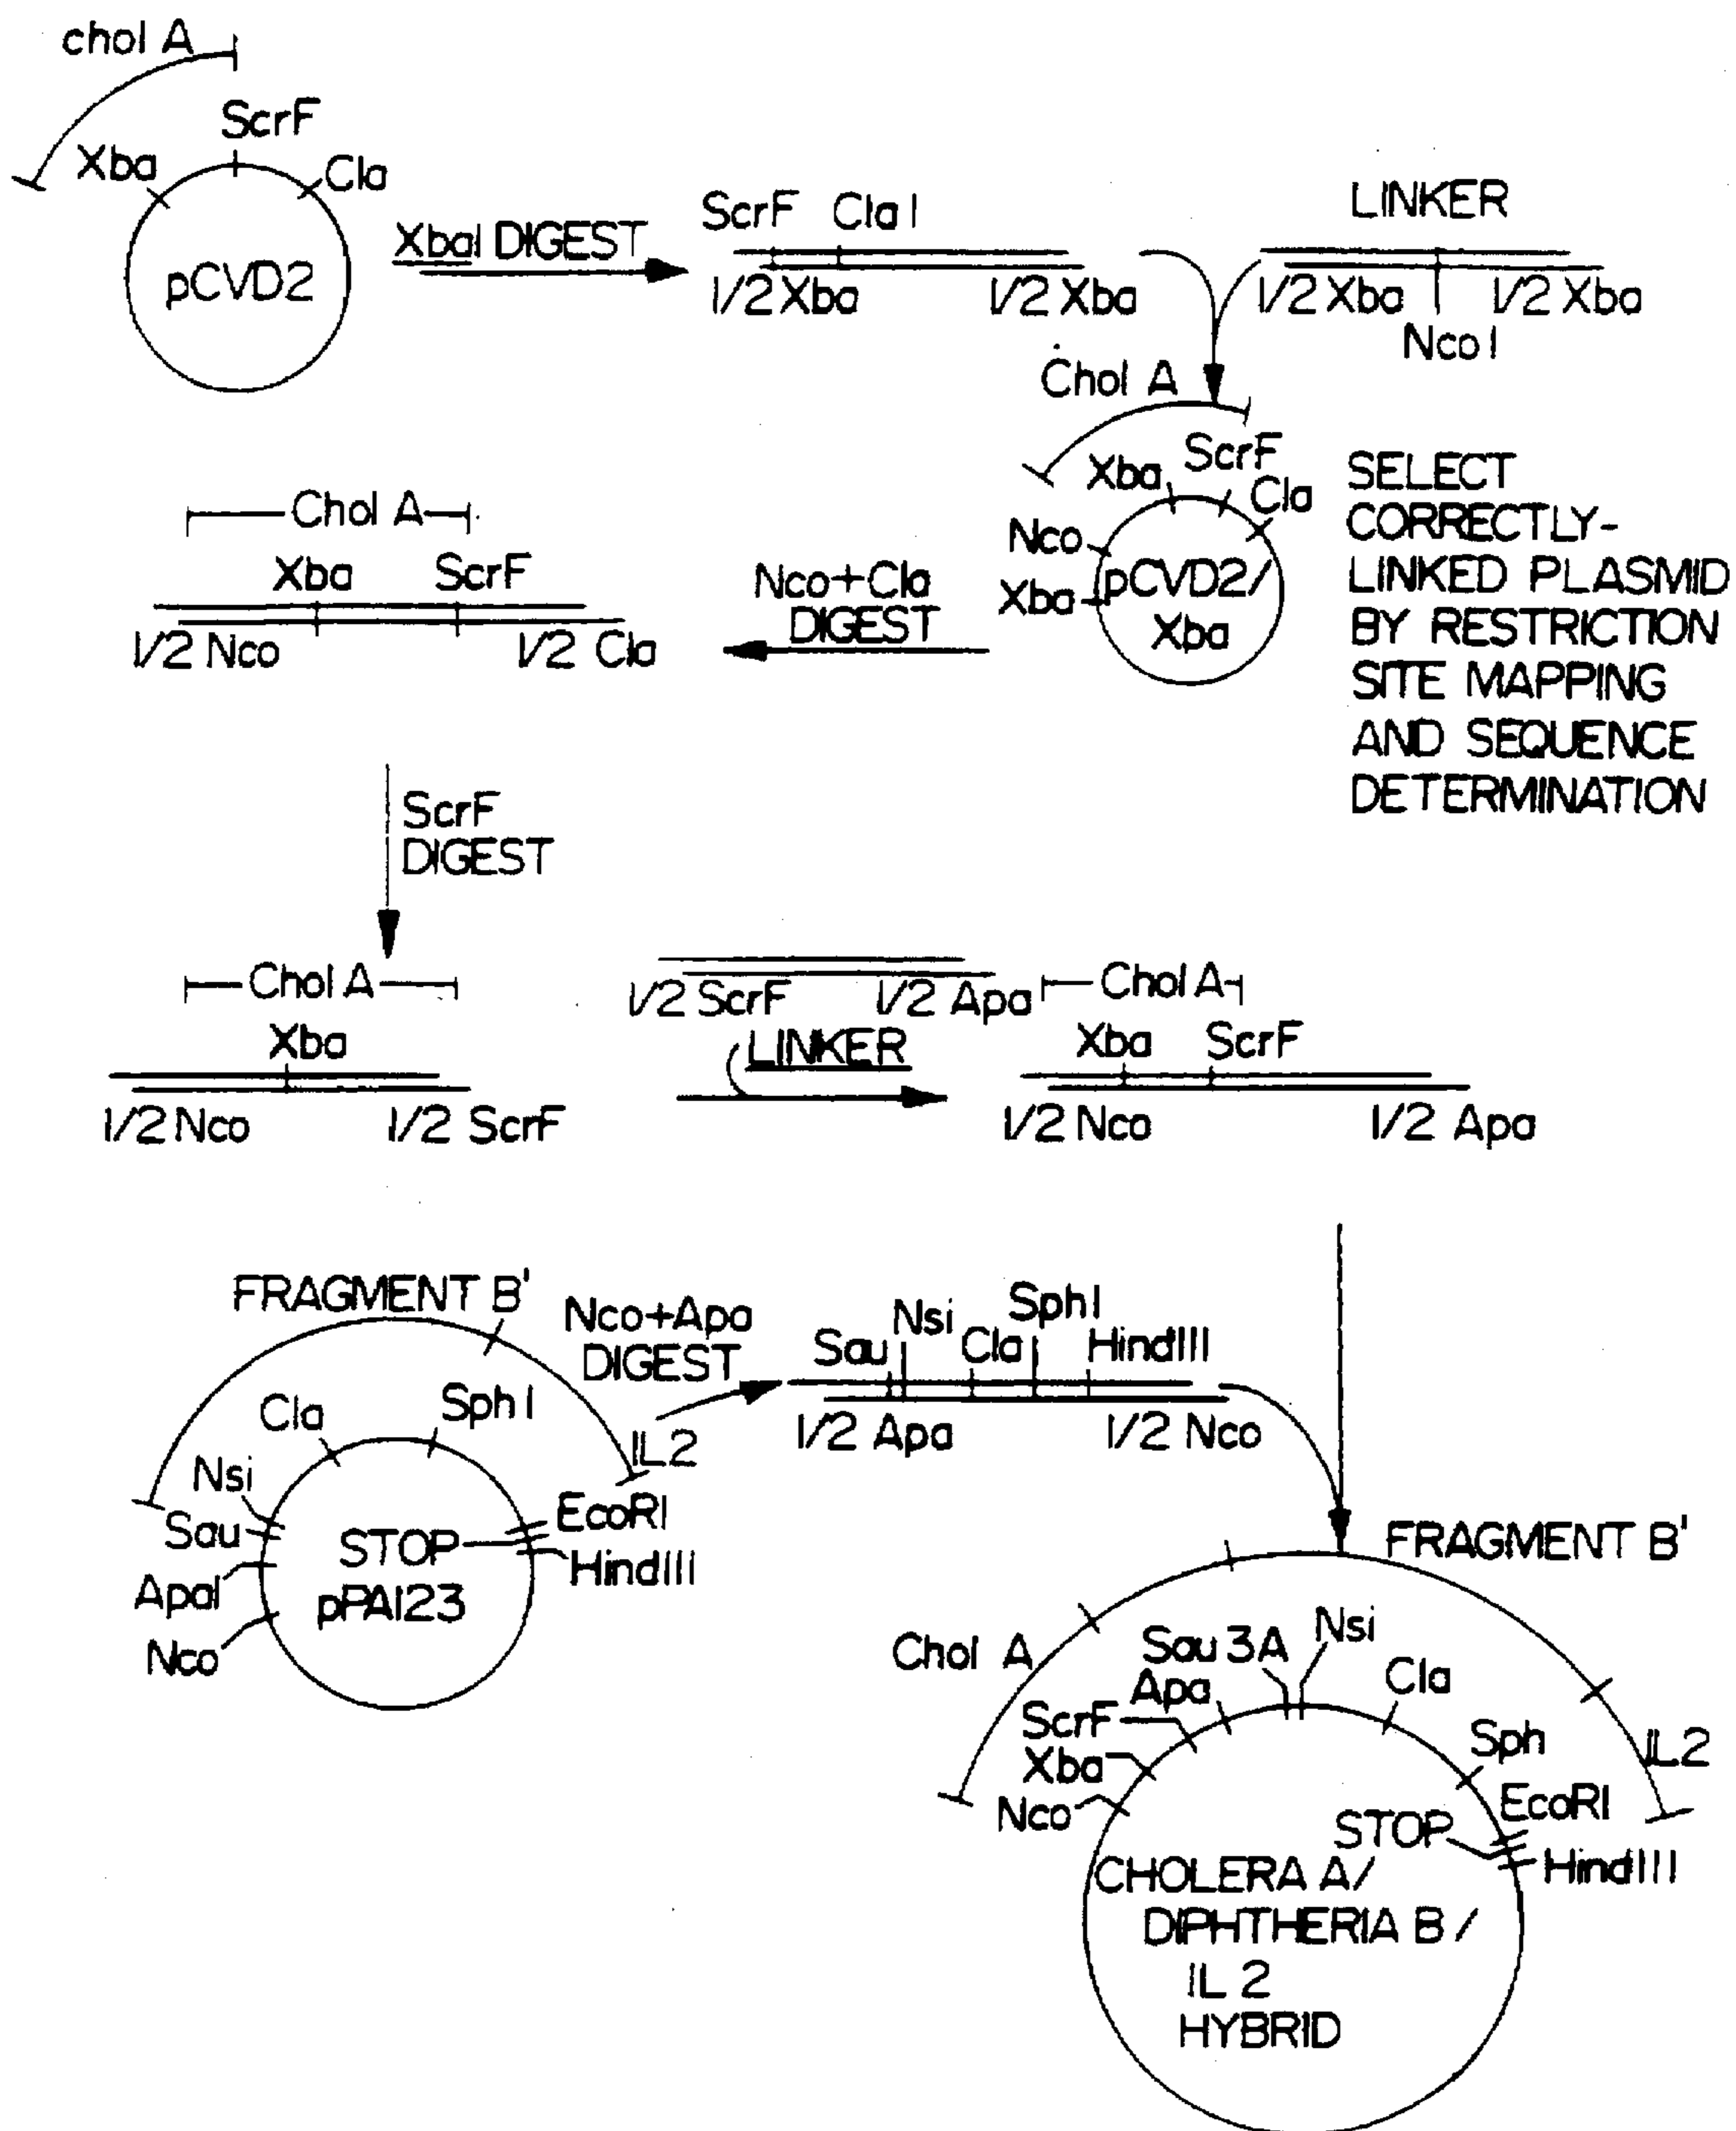 chol A
ScrF
Xba
Cla
pCVD2
XbaI DIGEST
ScrF Cla I
1/2 Xba 1/2 Xba
LINKER
1/2 Xba 1/2 Xba
Nco I
Chol A
Xba ScrF
Cla
Nco
Xba
pCVD2/
Xba
SELECT
CORRECTLY-
LINKED PLASMID
BY RESTRICTION
SITE MAPPING
AND SEQUENCE
DETERMINATION
Nco+Cla
DIGEST
Chol A
Xba ScrF
1/2 Nco 1/2 Cla
ScrF
DIGEST
Chol A
Xba
1/2 Nco 1/2 ScrF
1/2 ScrF 1/2 Apa
LINKER
Chol A
Xba ScrF
1/2 Nco 1/2 Apa
FRAGMENT B'
Cla
Sph I
IL2
Nsi
Sau
ApaI
Nco
STOP
EcoRI
HindIII
pPA123
Nco+Apa
DIGEST
Sau Nsi Cla SphI HindIII
1/2 Apa 1/2 Nco
FRAGMENT B'
Chol A
Sau 3A
Nsi
Apa
Cla
ScrF
Xba
Nco
Sph
IL2
EcoRI
STOP
HindIII
CHOLERA A/
DIPHTHERIA B/
IL 2
HYBRID